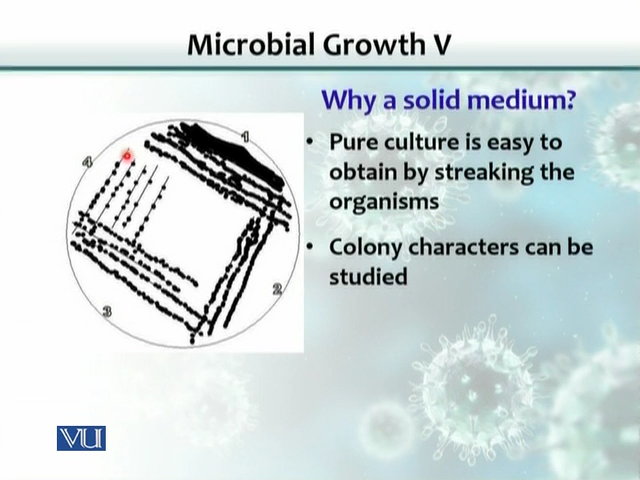 Microbial Growth V
Why a solid medium?
• Pure culture is easy to
obtain by streaking the
organisms
• Colony characters can be
studied
1
4
2
3
VU